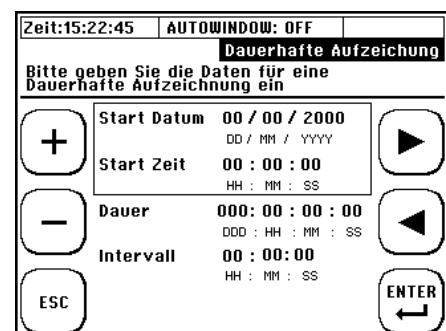 Zeit:15:22:45 AUTOWINDOW: OFF
Dauerhafte Aufzeichung
Bitte geben Sie die Daten für eine
Dauerhafte Aufzeichnung ein
+ Start Datum 00 / 00 / 2000
DD / MM / YYYY
Start Zeit 00 : 00 : 00
HH : MM : SS
− Dauer 000: 00 : 00 : 00
DDD : HH : MM : SS
Intervall 00 : 00:00
HH : MM : SS
ESC ENTER